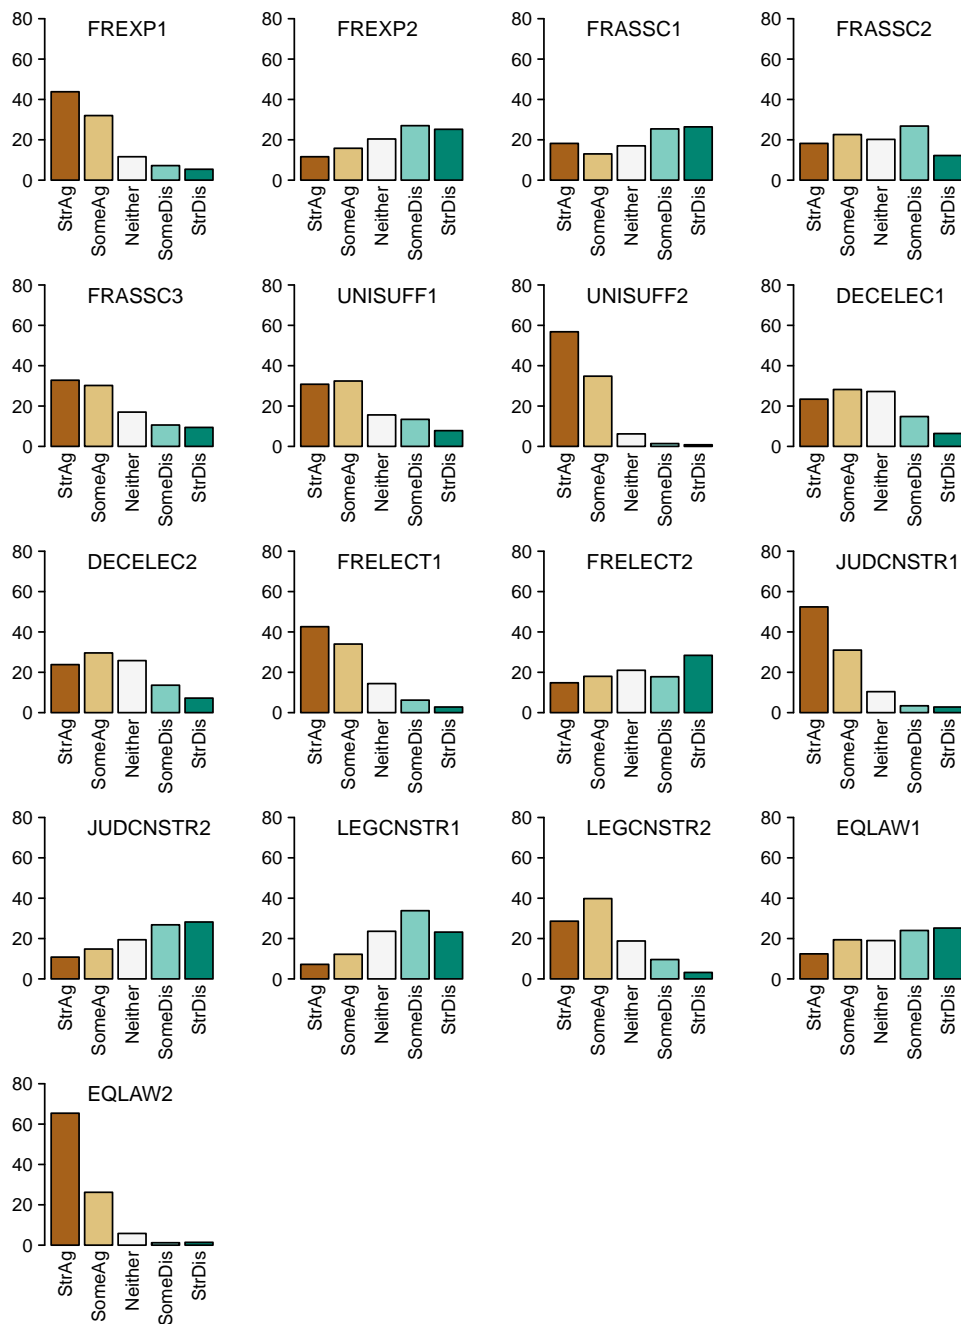 FREXP1
80
60
40
20
0
StrAg
SomeAg
Neither
SomeDis
StrDis
FREXP2
80
60
40
20
0
StrAg
SomeAg
Neither
SomeDis
StrDis
FRASSC1
80
60
40
20
0
StrAg
SomeAg
Neither
SomeDis
StrDis
FRASSC2
80
60
40
20
0
StrAg
SomeAg
Neither
SomeDis
StrDis
FRASSC3
80
60
40
20
0
StrAg
SomeAg
Neither
SomeDis
StrDis
UNISUFF1
80
60
40
20
0
StrAg
SomeAg
Neither
SomeDis
StrDis
UNISUFF2
80
60
40
20
0
StrAg
SomeAg
Neither
SomeDis
StrDis
DECELEC1
80
60
40
20
0
StrAg
SomeAg
Neither
SomeDis
StrDis
DECELEC2
80
60
40
20
0
StrAg
SomeAg
Neither
SomeDis
StrDis
FRELECT1
80
60
40
20
0
StrAg
SomeAg
Neither
SomeDis
StrDis
FRELECT2
80
60
40
20
0
StrAg
SomeAg
Neither
SomeDis
StrDis
JUDCNSTR1
80
60
40
20
0
StrAg
SomeAg
Neither
SomeDis
StrDis
JUDCNSTR2
80
60
40
20
0
StrAg
SomeAg
Neither
SomeDis
StrDis
LEGCNSTR1
80
60
40
20
0
StrAg
SomeAg
Neither
SomeDis
StrDis
LEGCNSTR2
80
60
40
20
0
StrAg
SomeAg
Neither
SomeDis
StrDis
EQLAW1
80
60
40
20
0
StrAg
SomeAg
Neither
SomeDis
StrDis
EQLAW2
80
60
40
20
0
StrAg
SomeAg
Neither
SomeDis
StrDis